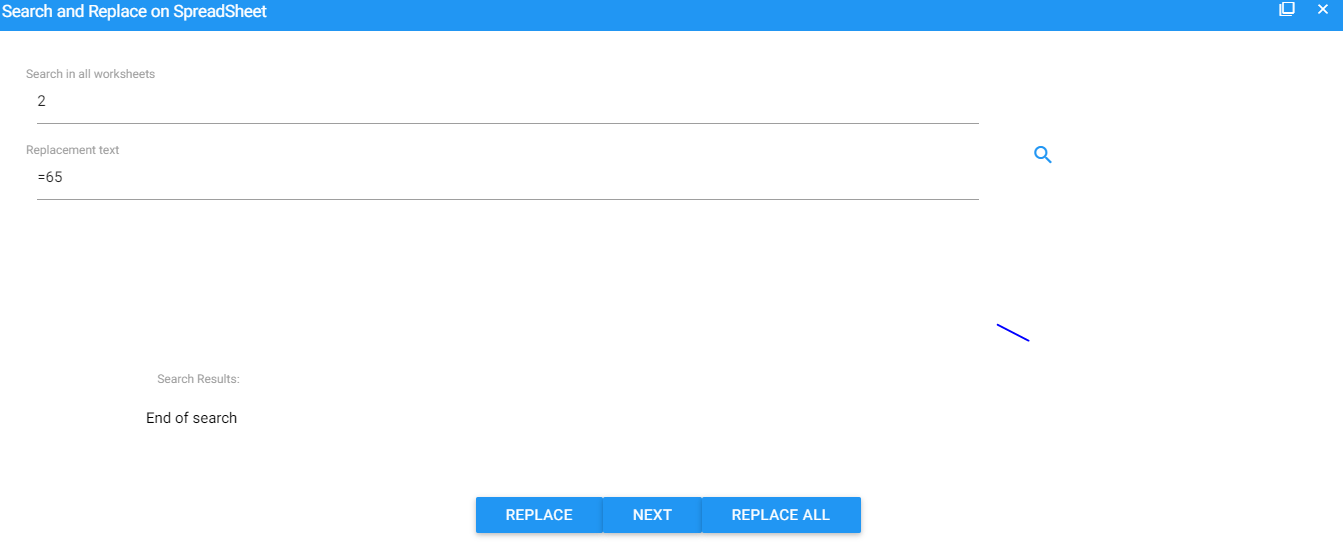 Search and Replace on SpreadSheet
Search in all worksheets
2
Replacement text
=65
Search Results:
End of search
REPLACE NEXT REPLACE ALL